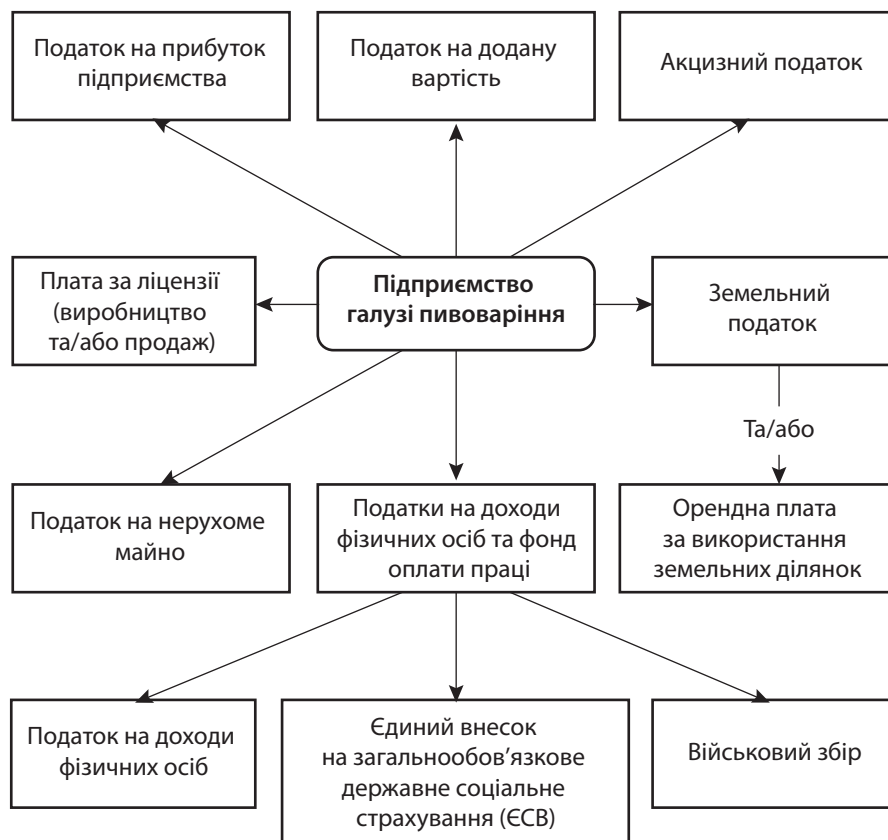 Податок на прибуток
підприємства
Податок на додану
вартість
Акцизний податок
Плата за ліцензії
(виробництво
та/або продаж)
Підприємство
галузі пивоваріння
Земельний
податок
Та/або
Податок на нерухоме
майно
Податки на доходи
фізичних осіб та фонд
оплати праці
Орендна плата
за використання
земельних ділянок
Податок на доходи
фізичних осіб
Єдиний внесок
на загальнообов’язкове
державне соціальне
страхування (ЄСВ)
Військовий збір